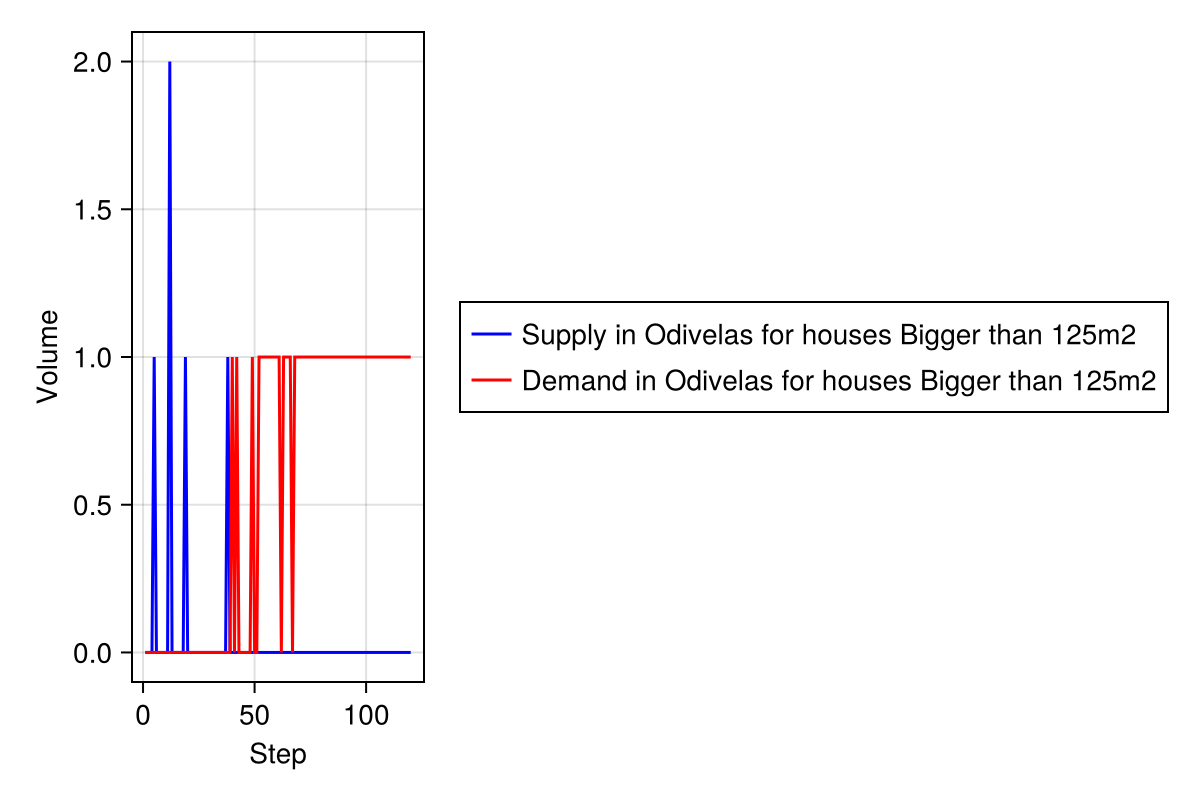 2.0
1.5
1.0
0.5
0.0
Volume
0 50 100
Step
Supply in Odivelas for houses Bigger than 125m2
Demand in Odivelas for houses Bigger than 125m2